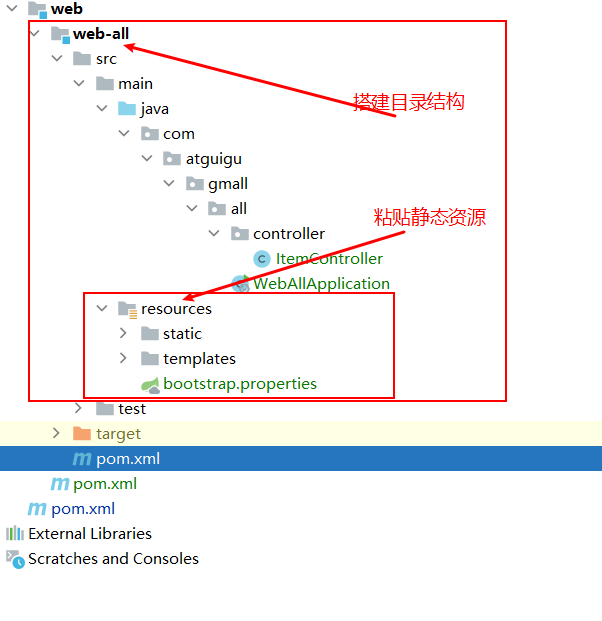 web
web-all
src
main
搭建目录结构
java
com
atguigu
gmall
all
粘贴静态资源
controller
ItemController
WebAllApplication
resources
static
templates
bootstrap.properties
test
target
pom.xml
pom.xml
pom.xml
External Libraries
Scratches and Consoles